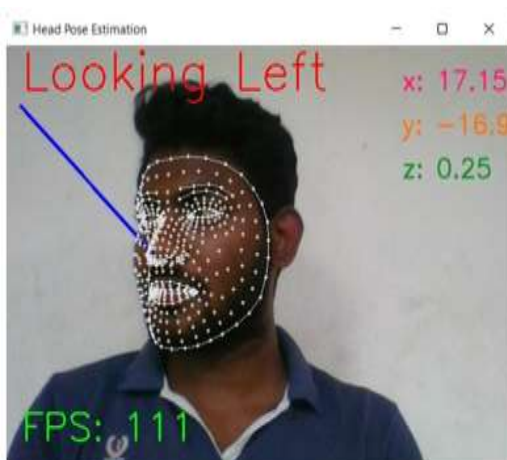 Head Pose Estimation
Looking Left
x: 17.15
y: -16.9
z: 0.25
FPS: 111